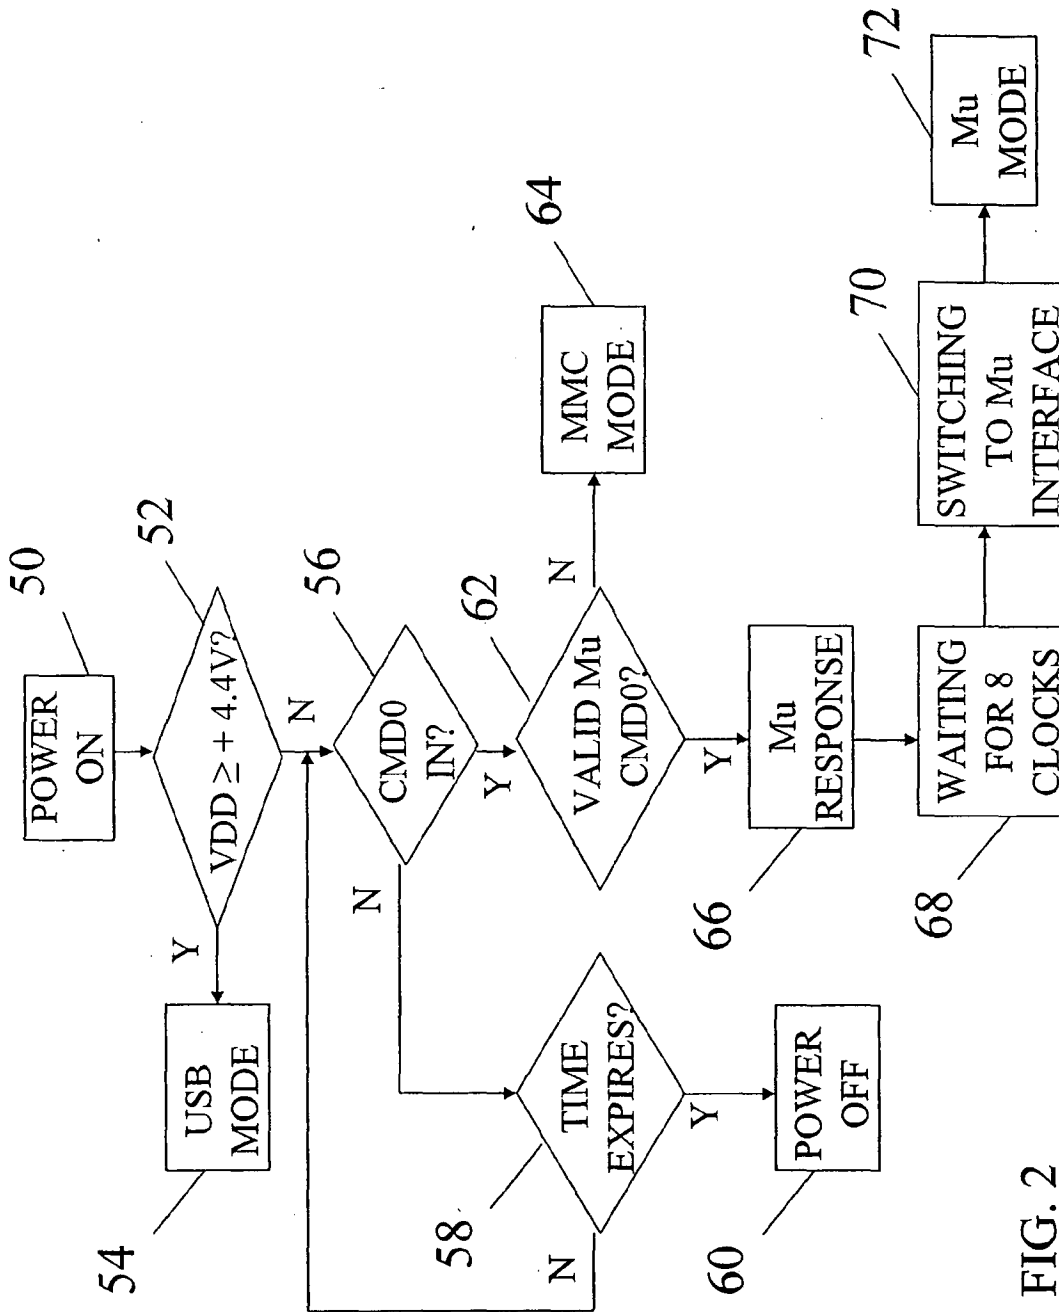 50
POWER
ON
52
VDD ≥ + 4.4V?
Y
N
54
USB
MODE
56
CMD0
IN?
N
Y
58
TIME
EXPIRES?
N
Y
60
POWER
OFF
62
VALID Mu
CMD0?
N
Y
64
MMC
MODE
66
Mu
RESPONSE
68
WAITING
FOR 8
CLOCKS
70
SWITCHING
TO Mu
INTERFACE
72
Mu
MODE
FIG. 2